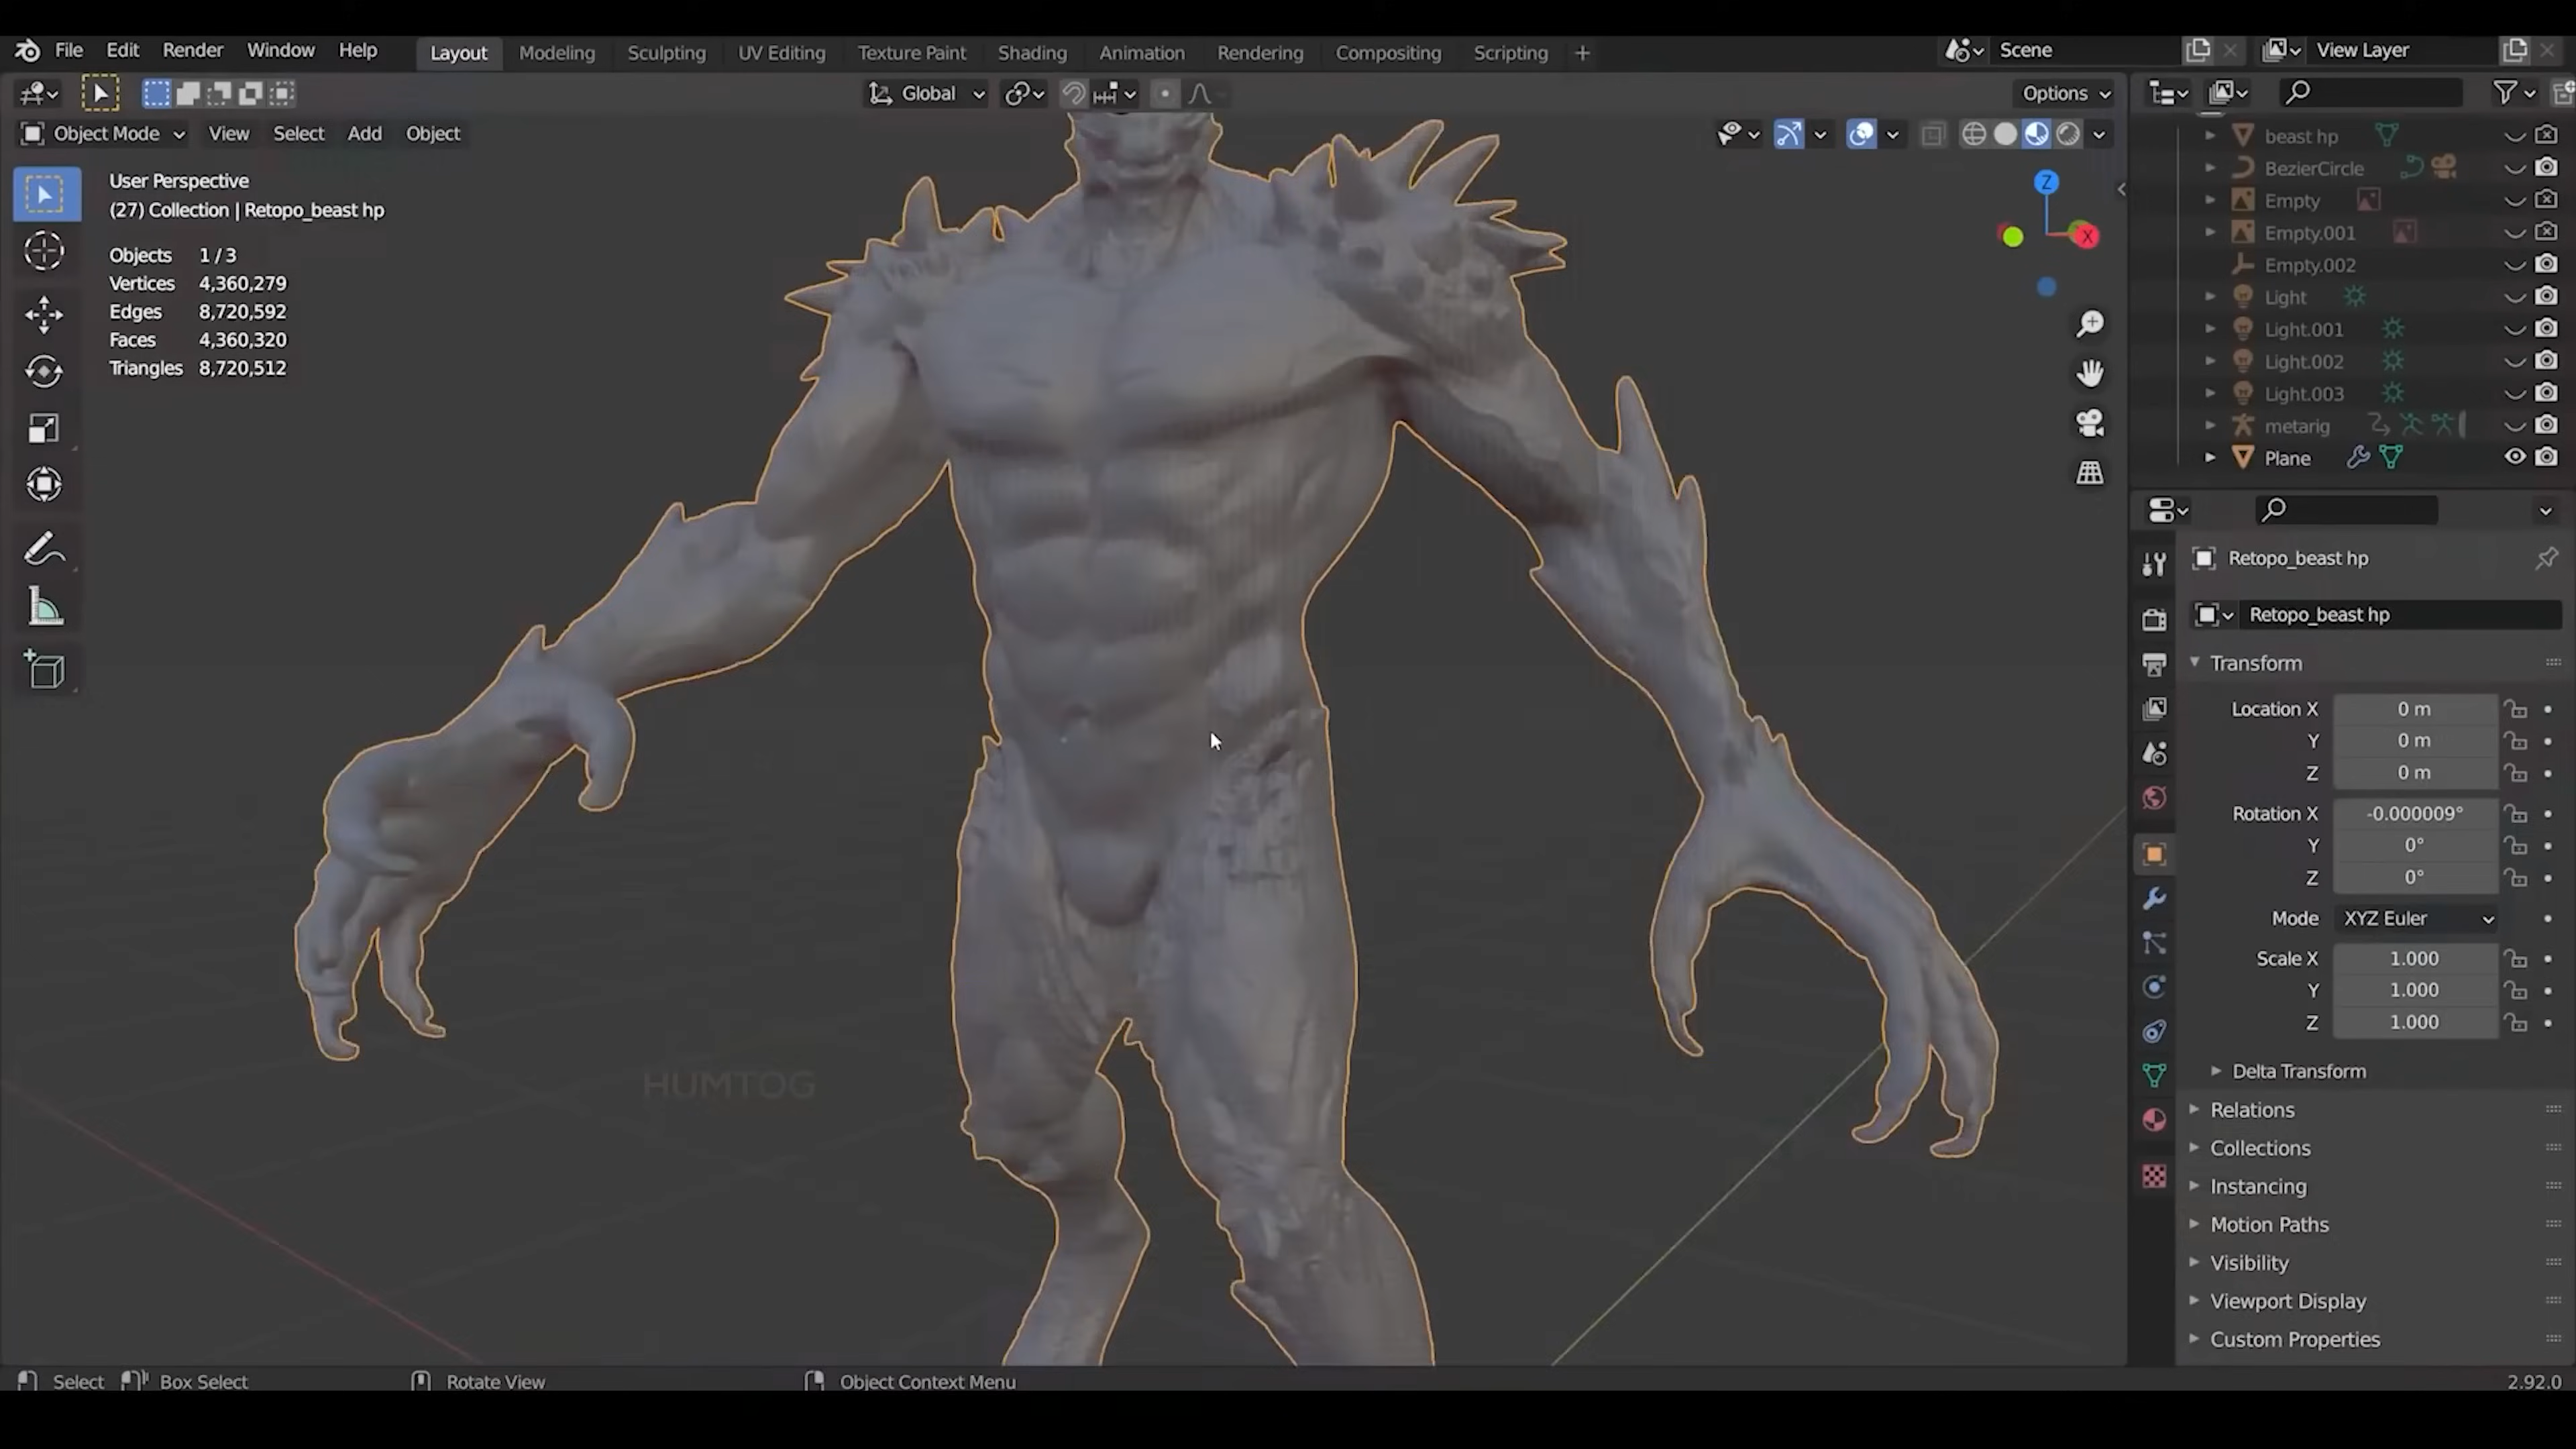 File Edit Render Window Help Layout Modeling Sculpting UV Editing Texture Paint Shading Animation Rendering Compositing Scripting + Scene View Layer
Global Options
Object Mode View Select Add Object
User Perspective
(27) Collection | Retopo_beast hp
Objects 1 / 3
Vertices 4,360,279
Edges 8,720,592
Faces 4,360,320
Triangles 8,720,512
Z
X
HUMTOG
beast hp
BezierCircle
Empty
Empty.001
Empty.002
Light
Light.001
Light.002
Light.003
metarig
Plane
Retopo_beast hp
Retopo_beast hp
Transform
Location X 0 m
Y 0 m
Z 0 m
Rotation X -0.000009°
Y 0°
Z 0°
Mode XYZ Euler
Scale X 1.000
Y 1.000
Z 1.000
Delta Transform
Relations
Collections
Instancing
Motion Paths
Visibility
Viewport Display
Custom Properties
Select Box Select Rotate View Object Context Menu 2.92.0